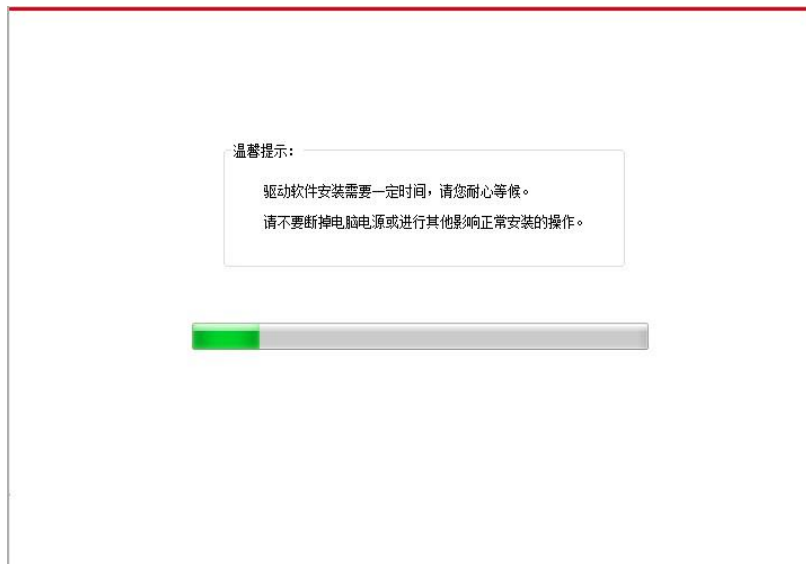 温馨提示：
驱动软件安装需要一定时间，请您耐心等候。
请不要断掉电脑电源或进行其他影响正常安装的操作。